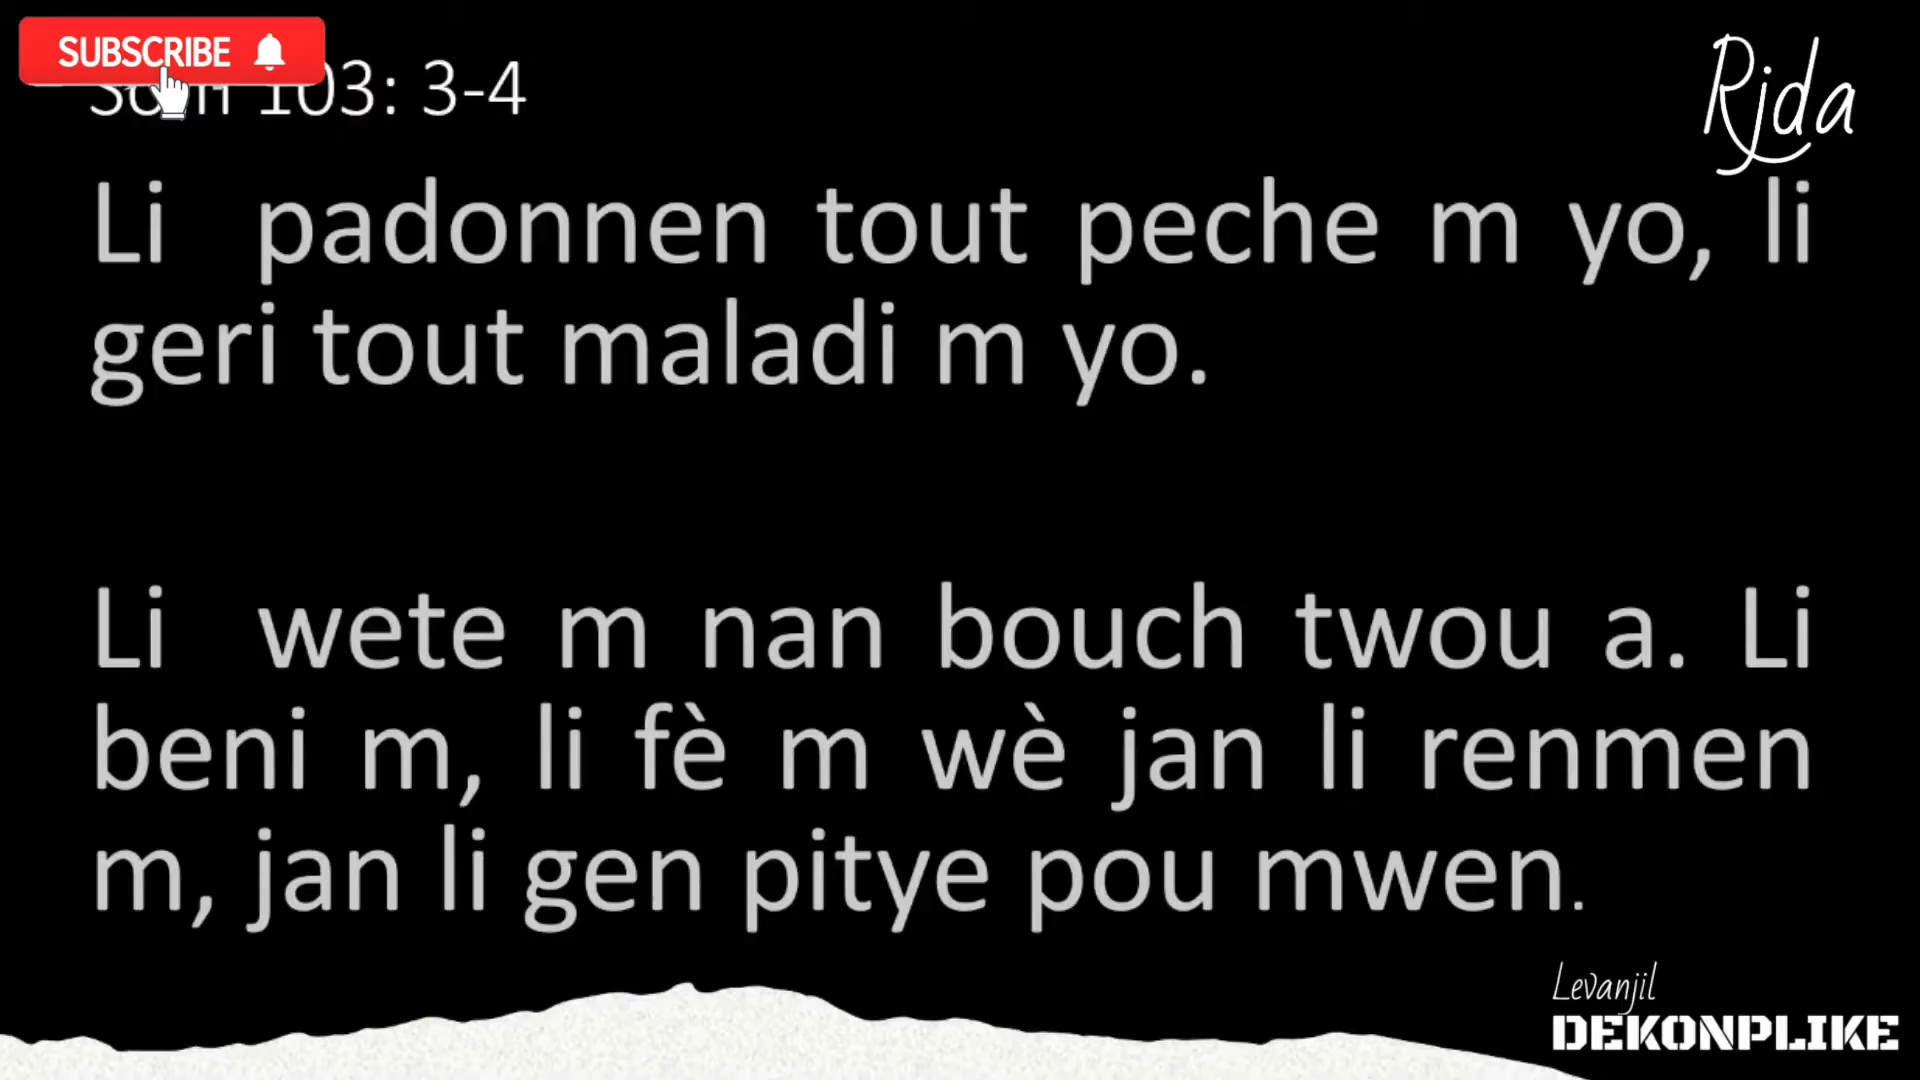 SUBSCRIBE
103: 3-4
Rjda
Li padonnen tout peche m yo, li
geri tout maladi m yo.
Li wete m nan bouch twou a. Li
beni m, li fè m wè jan li renmen
m, jan li gen pitye pou mwen.
Levanjil
DEKONPLIKE